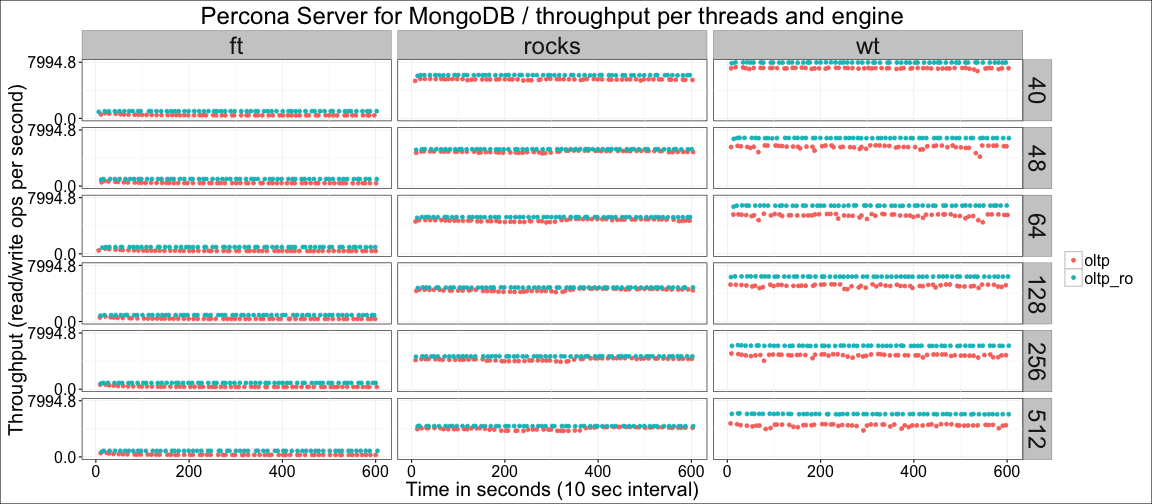 Percona Server for MongoDB / throughput per threads and engine
ft rocks wt
Throughput (read/write ops per second)
7994.8
0.0
40
7994.8
0.0
48
7994.8
0.0
64
7994.8
0.0
128
7994.8
0.0
256
7994.8
0.0
512
oltp
oltp_ro
0 200 400 600 0 200 400 600 0 200 400 600
Time in seconds (10 sec interval)